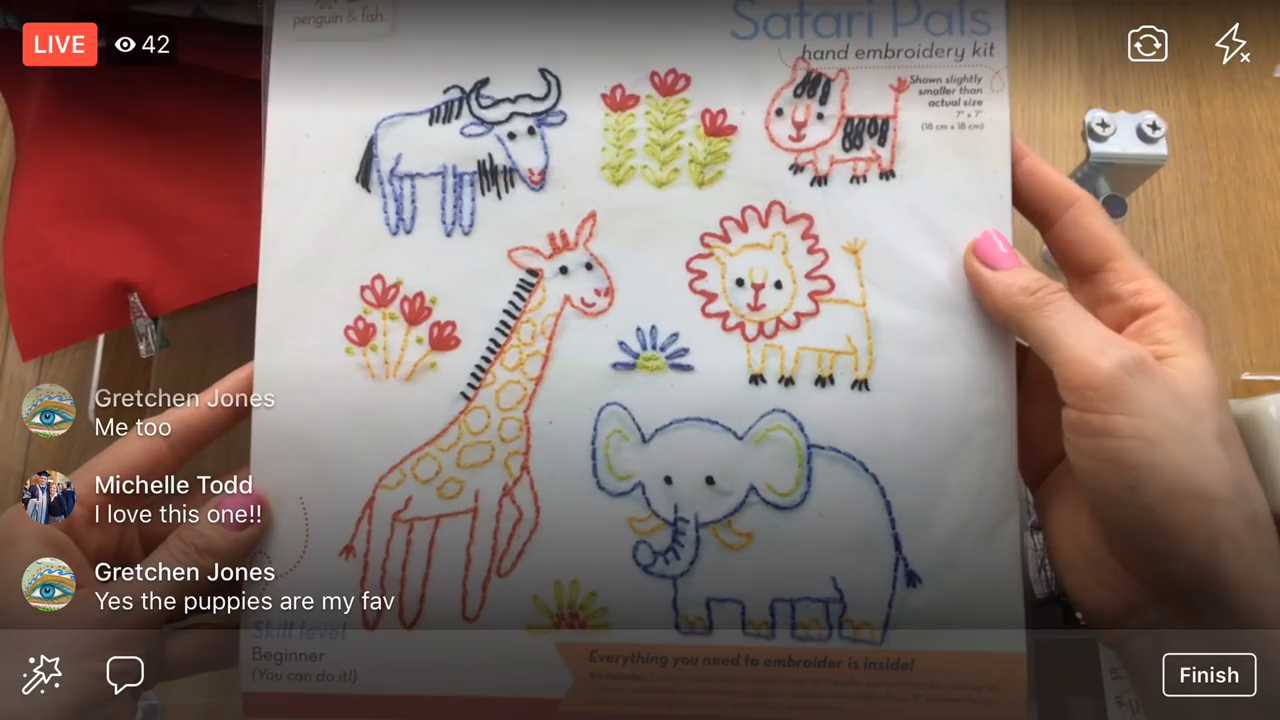 LIVE
42
penguin & fish.
Safari Pals
hand embroidery kit
Shown slightly
smaller than
actual size
7" x 7"
(18 cm x 18 cm)
Gretchen Jones
Me too
Michelle Todd
I love this one!!
Gretchen Jones
Yes the puppies are my fav
Skill level
Beginner
(You can do it!)
Everything you need to embroider is inside!
Kit includes:
Finish